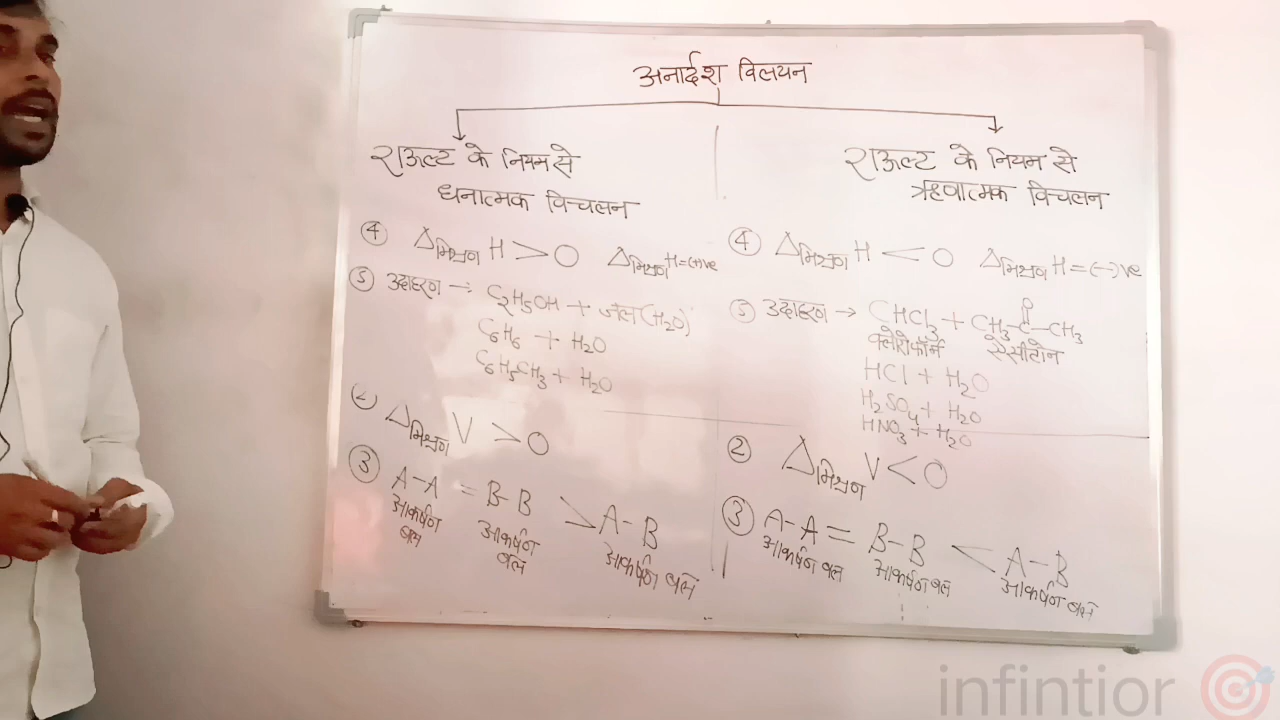 अनार्दश विलयन
राऊल्ट के नियम से
धनात्मक विचलन
④ Δमिश्रण H > 0 Δमिश्रण H = (+)ve
⑤ उदाहरण → C2H5OH + जल (H2O)
C6H6 + H2O
C6H5CH3 + H2O
② Δमिश्रण V > 0
③ A-A = B-B > A-B
आकर्षण बल आकर्षण बल आकर्षण बल
राऊल्ट के नियम से
ऋणात्मक विचलन
④ Δमिश्रण H < 0 Δमिश्रण H = (-)ve
O
⑤ उदाहरण → CHCl3 + CH3-C-CH3
क्लोरोफॉर्म ऐसीटोन
HCl + H2O
H2SO4 + H2O
HNO3 + H2O
② Δमिश्रण V < 0
③ A-A = B-B < A-B
आकर्षण बल आकर्षण बल आकर्षण बल
infintior